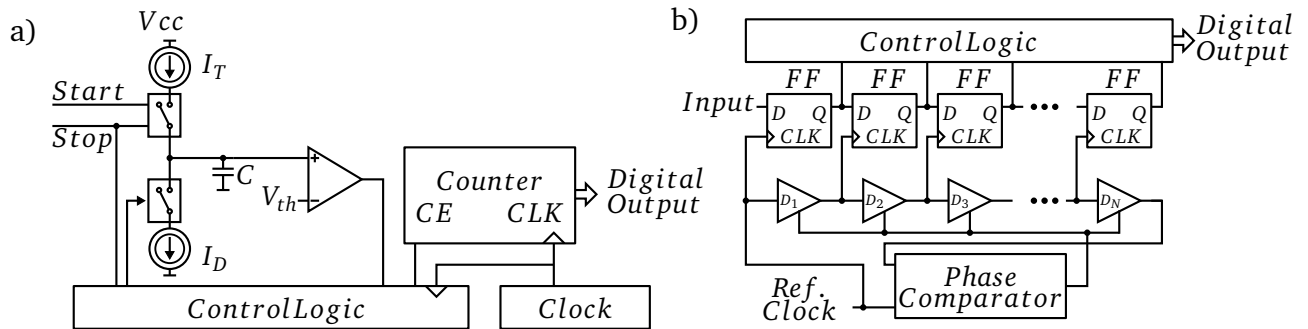 a)
Vcc
I_T
Start
Stop
C
V_th
+
−
I_D
Counter
CE CLK
Digital
Output
ControlLogic
Clock
b)
ControlLogic
Digital
Output
FF FF FF FF
Input
D Q D Q D Q D Q
CLK CLK CLK CLK
D_1 D_2 D_3 D_N
Ref.
Clock
Phase
Comparator